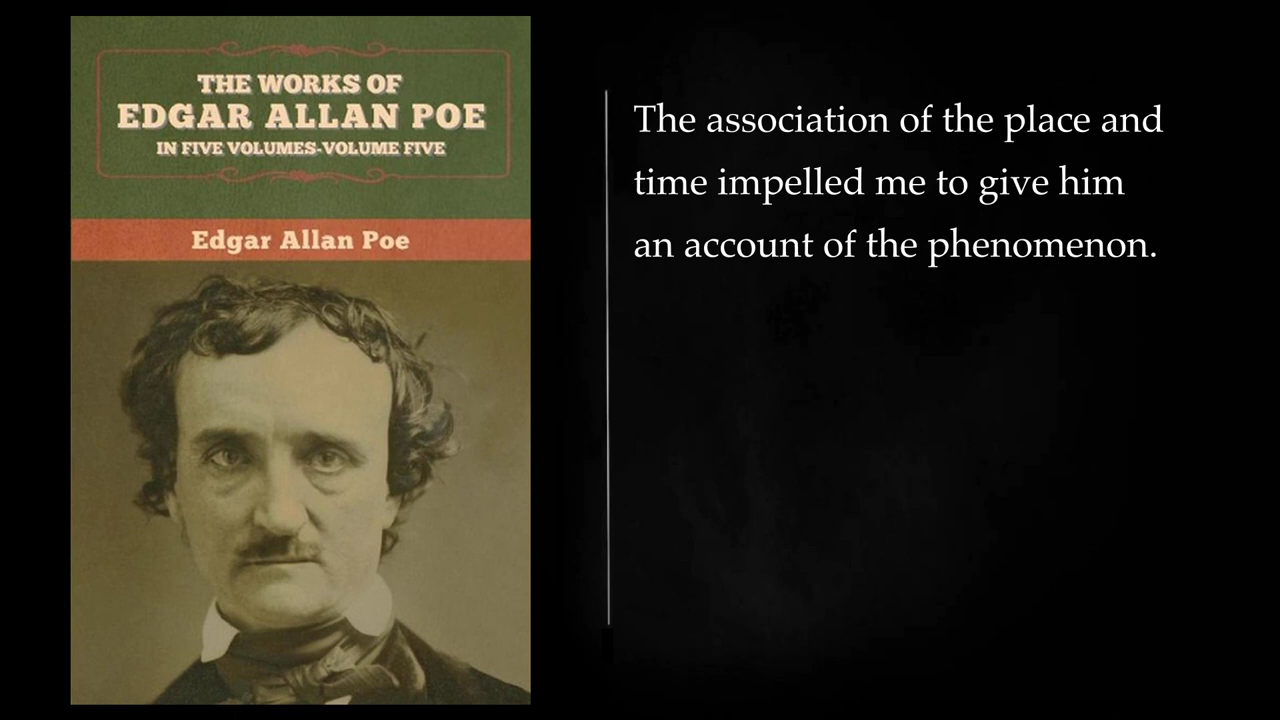 THE WORKS OF
EDGAR ALLAN POE
IN FIVE VOLUMES-VOLUME FIVE
Edgar Allan Poe
The association of the place and
time impelled me to give him
an account of the phenomenon.